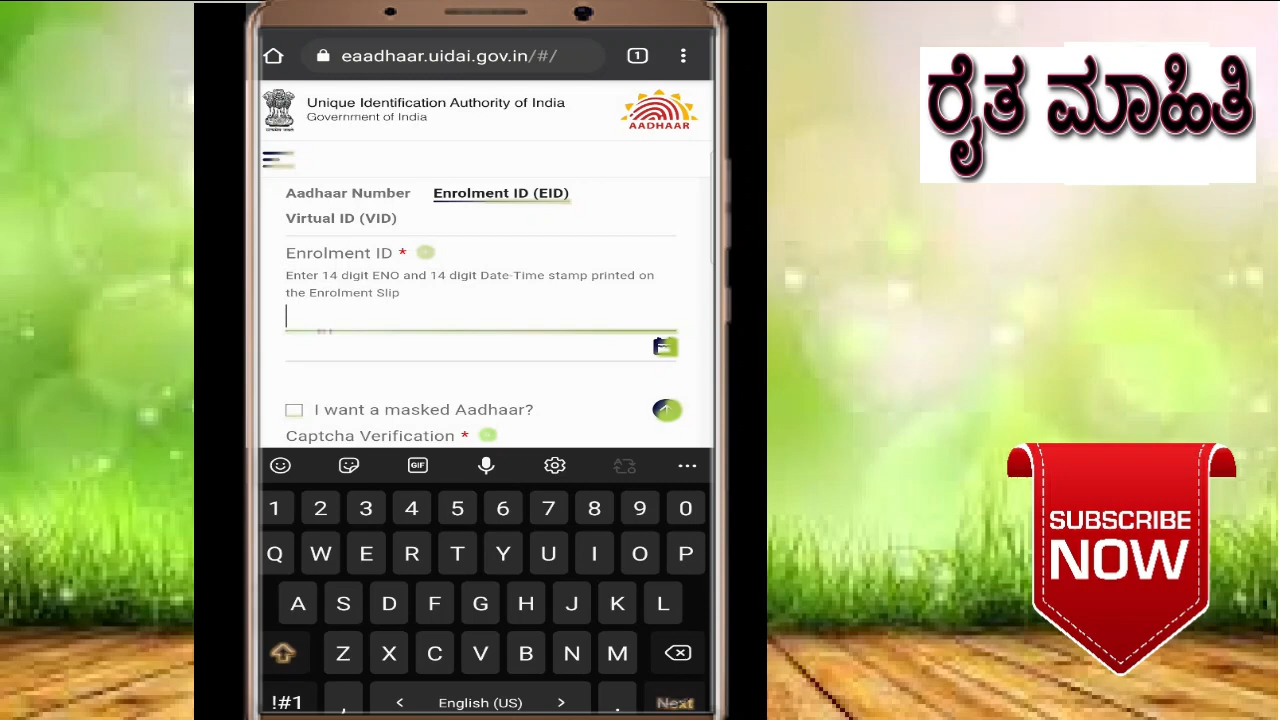 eaadhaar.uidai.gov.in/#/
1
Unique Identification Authority of India
Government of India
AADHAAR
Aadhaar Number Enrolment ID (EID)
Virtual ID (VID)
Enrolment ID *
Enter 14 digit ENO and 14 digit Date-Time stamp printed on
the Enrolment Slip
I want a masked Aadhaar?
Captcha Verification *
GIF
1 2 3 4 5 6 7 8 9 0
Q W E R T Y U I O P
A S D F G H J K L
Z X C V B N M
!#1 , < English (US) > . Next
ರೈತ ಮಾಹಿತಿ
SUBSCRIBE
NOW